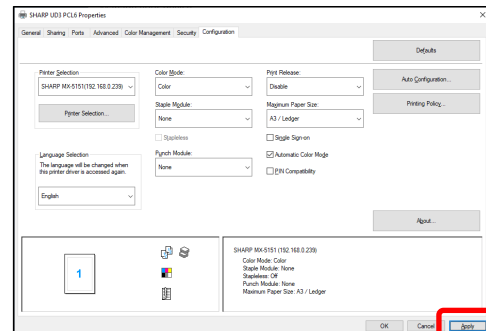 SHARP UD3 PCL6 Properties
General Sharing Ports Advanced Color Management Security Configuration
Defaults
Printer Selection
SHARP MX-5151(192.168.0.239)
Printer Selection...
Color Mode:
Color
Print Release:
Disable
Auto Configuration...
Staple Module:
None
Maximum Paper Size:
A3 / Ledger
Printing Policy...
Stapleless
Single Sign-on
Language Selection
The language will be changed when
this printer driver is accessed again.
English
Punch Module:
None
Automatic Color Mode
PIN Compatibility
About...
1
SHARP MX-5151 (192.168.0.239)
Color Mode: Color
Staple Module: None
Stapleless: Off
Punch Module: None
Maximum Paper Size: A3 / Ledger
OK Cancel Apply